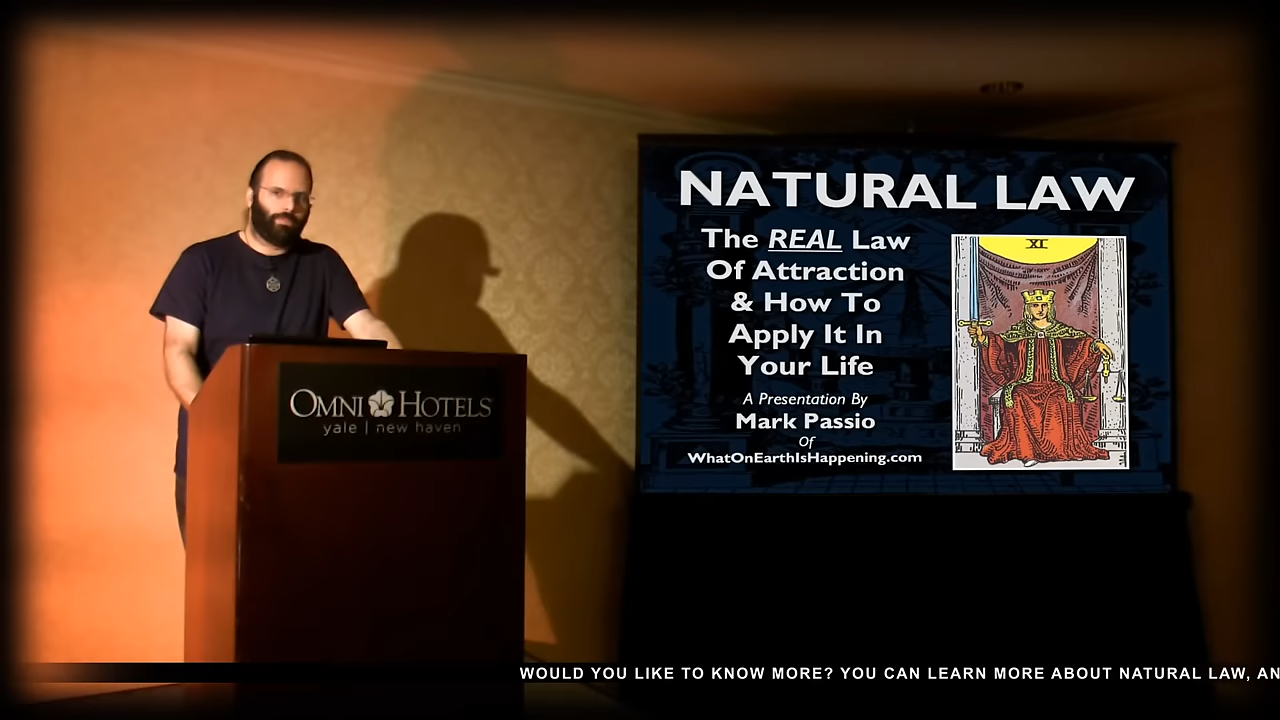 NATURAL LAW
The REAL Law
Of Attraction
& How To
Apply It In
Your Life
A Presentation By
Mark Passio
Of
WhatOnEarthIsHappening.com
XI
OMNI HOTELS
yale | new haven
WOULD YOU LIKE TO KNOW MORE? YOU CAN LEARN MORE ABOUT NATURAL LAW, AN